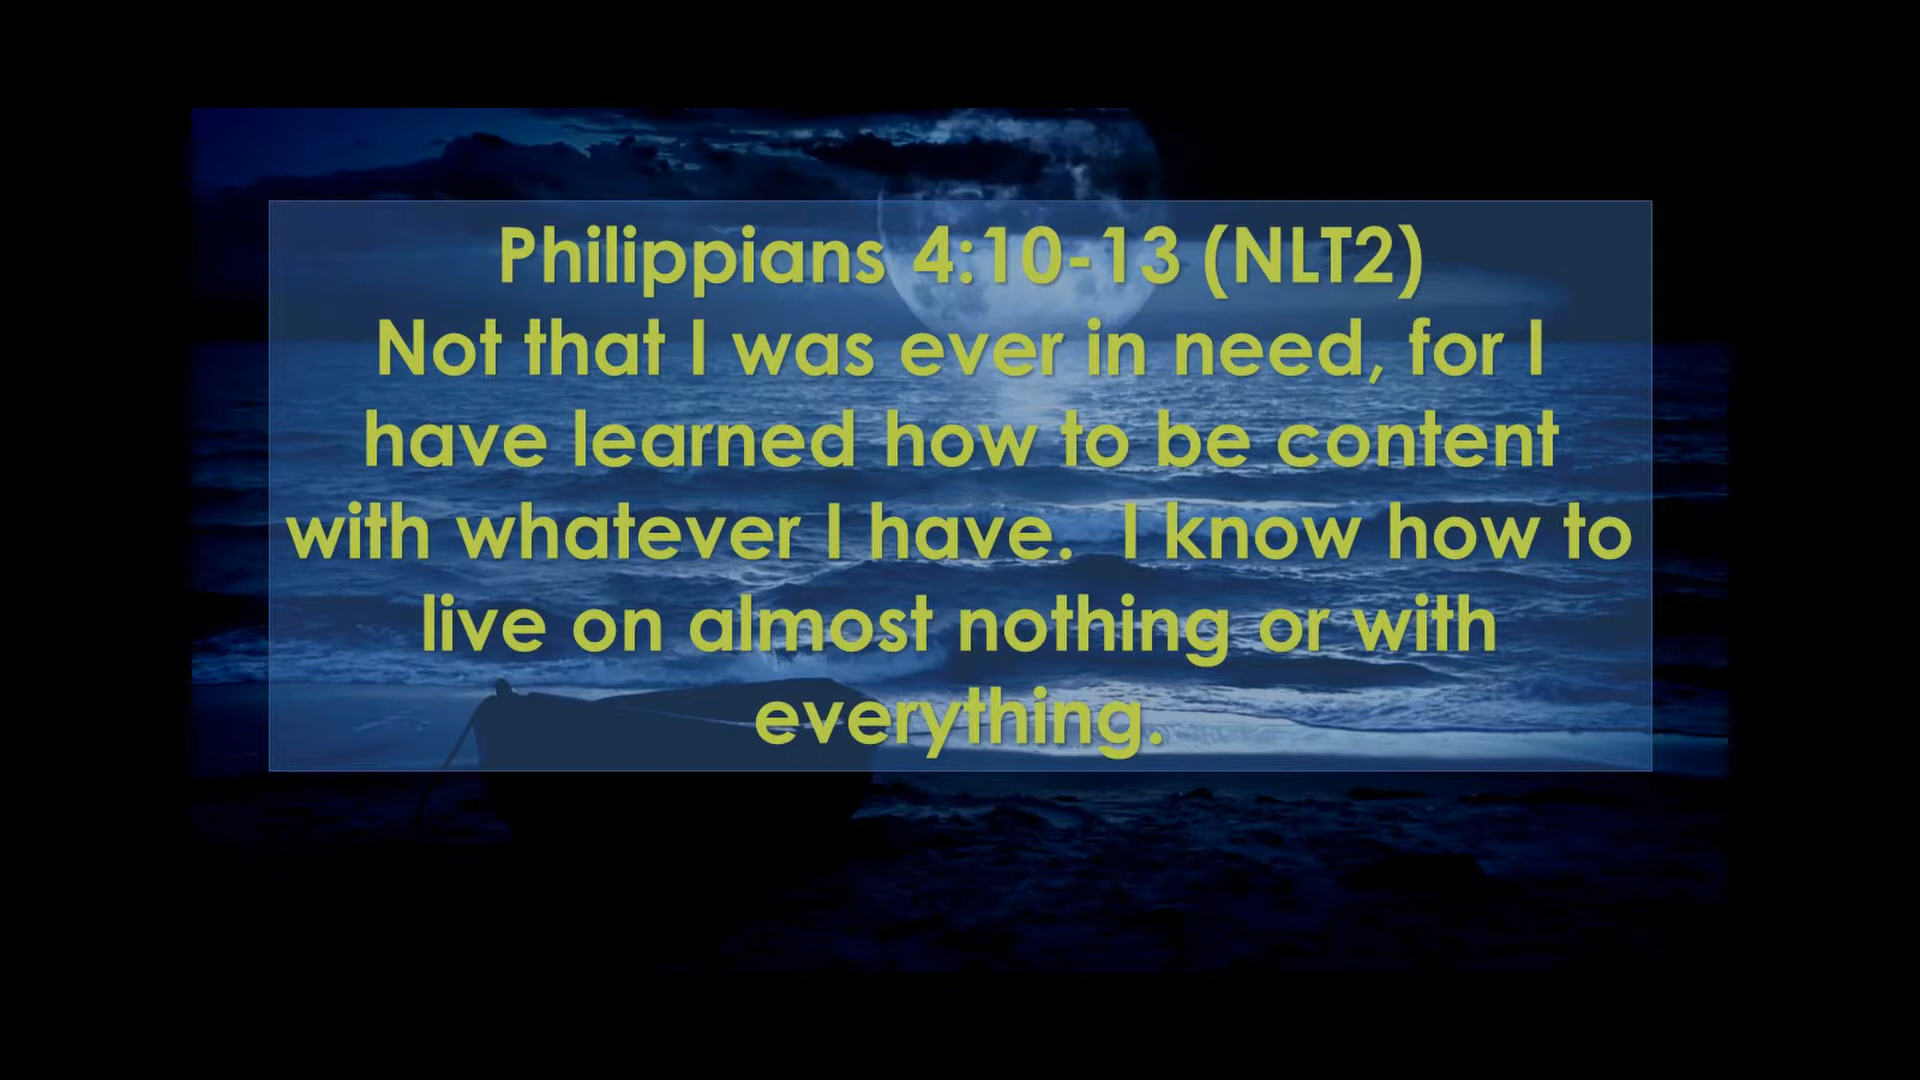 Philippians 4:10-13 (NLT2)
Not that I was ever in need, for I
have learned how to be content
with whatever I have.  I know how to
live on almost nothing or with
everything.